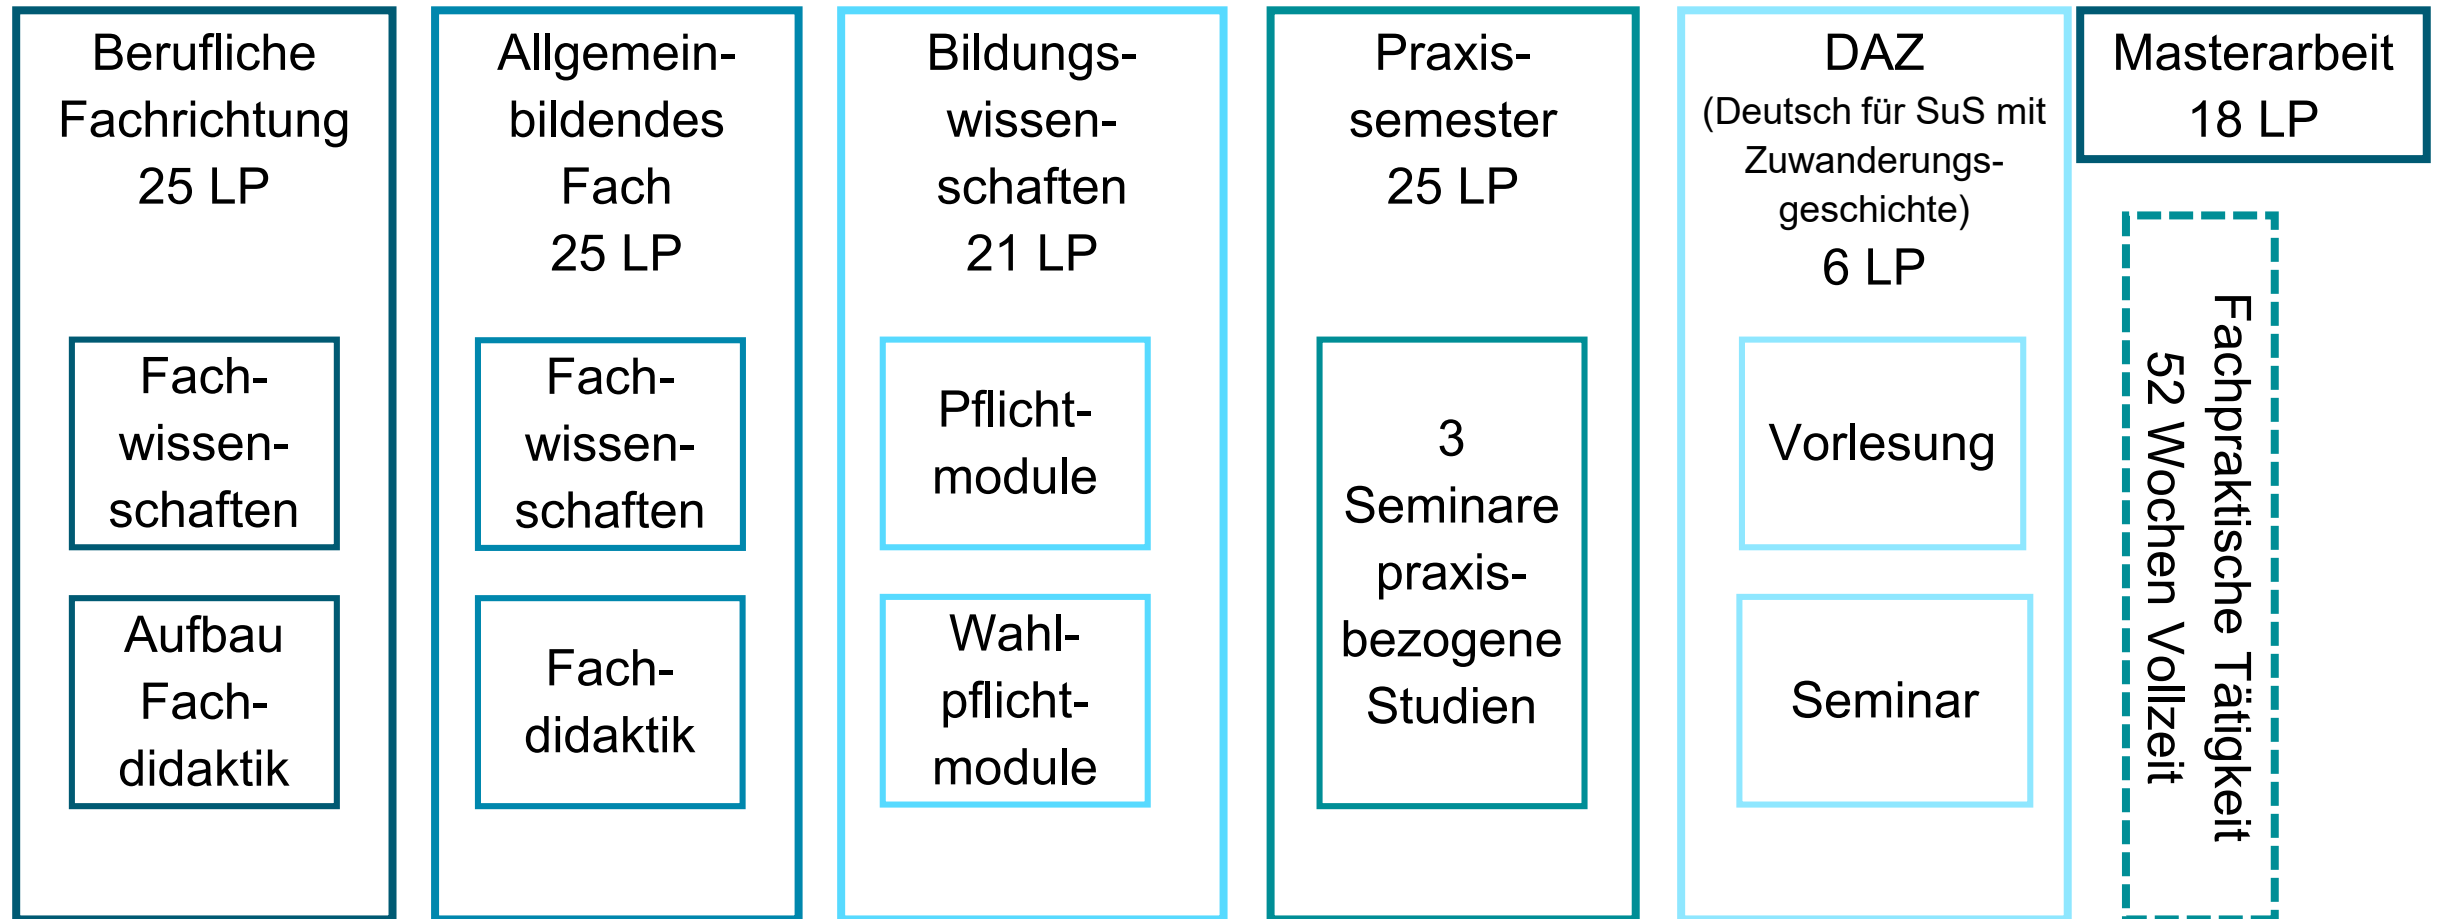 Berufliche
Fachrichtung
25 LP
Fach-
wissen-
schaften
Aufbau
Fach-
didaktik
Allgemein-
bildendes
Fach
25 LP
Fach-
wissen-
schaften
Fach-
didaktik
Bildungs-
wissen-
schaften
21 LP
Pflicht-
module
Wahl-
pflicht-
module
Praxis-
semester
25 LP
3
Seminare
praxis-
bezogene
Studien
DAZ
(Deutsch für SuS mit
Zuwanderungs-
geschichte)
6 LP
Vorlesung
Seminar
Masterarbeit
18 LP
Fachpraktische Tätigkeit
52 Wochen Vollzeit